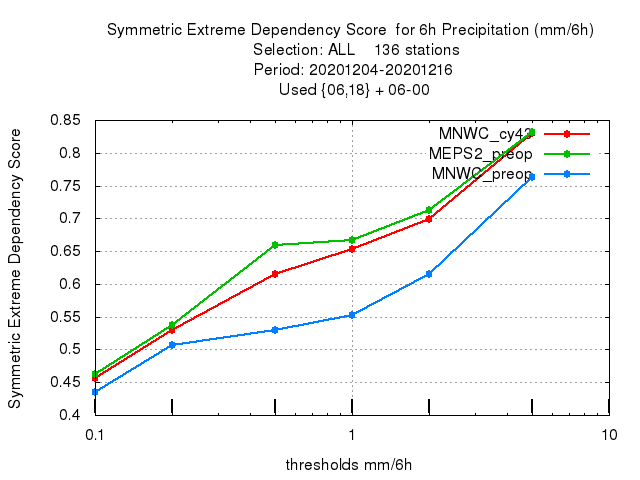 Symmetric Extreme Dependency Score  for 6h Precipitation (mm/6h)
Selection: ALL    136 stations
Period: 20201204-20201216
Used {06,18} + 06-00
Symmetric Extreme Dependency Score
0.85
0.8
0.75
0.7
0.65
0.6
0.55
0.5
0.45
0.4
MNWC_cy43
MEPS2_preop
MNWC_preop
0.1
1
10
thresholds mm/6h